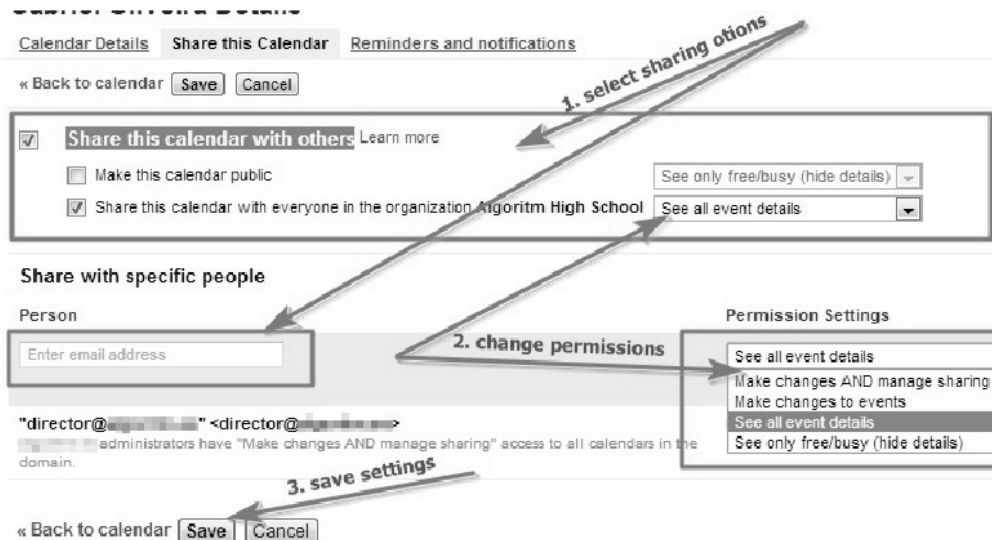 Calendar Details Share this Calendar Reminders and notifications
« Back to calendar Save Cancel
1. select sharing otions
Share this calendar with others Learn more
Make this calendar public See only free/busy (hide details)
Share this calendar with everyone in the organization Algoritm High School See all event details
Share with specific people
Person Permission Settings
Enter email address
2. change permissions
See all event details
Make changes AND manage sharing
Make changes to events
See all event details
See only free/busy (hide details)
"director@ " <director@ >
administrators have "Make changes AND manage sharing" access to all calendars in the
domain.
3. save settings
« Back to calendar Save Cancel